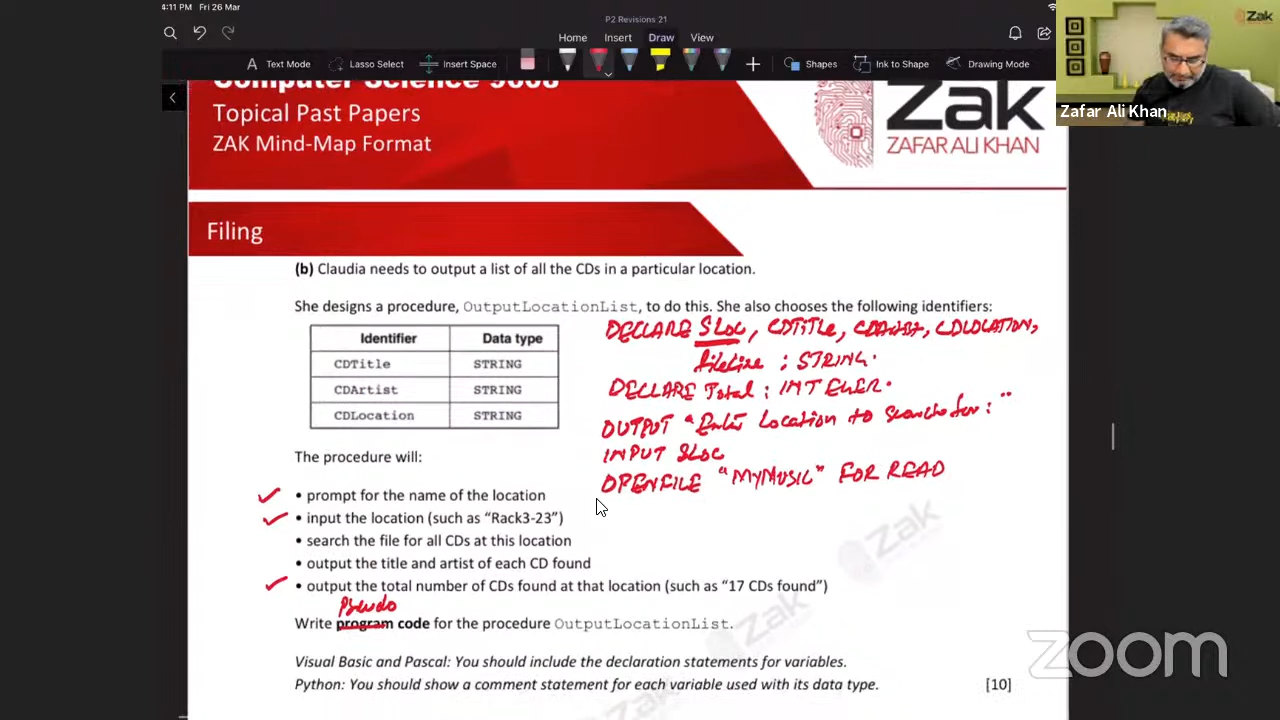 4:11 PM Fri 26 Mar
P2 Revisions 21
Home Insert Draw View
Text Mode Lasso Select Insert Space Shapes Ink to Shape Drawing Mode
Zak
Zafar Ali Khan
Computer Science 9608
Topical Past Papers
ZAK Mind-Map Format
Zak
ZAFAR ALI KHAN
Filing
(b) Claudia needs to output a list of all the CDs in a particular location.
She designs a procedure, OutputLocationList, to do this. She also chooses the following identifiers:
Identifier Data type
CDTitle STRING
CDArtist STRING
CDLocation STRING
DECLARE SLoc, CDTITLE, CDArtist, CDLOCATION,
fileLine : STRING.
DECLARE Total : INTEGER.
OUTPUT "Enter Location to search for : "
INPUT SLOC
OPENFILE "MYMUSIC" FOR READ
The procedure will:
• prompt for the name of the location
• input the location (such as “Rack3-23”)
• search the file for all CDs at this location
• output the title and artist of each CD found
• output the total number of CDs found at that location (such as “17 CDs found”)
Pseudo
Write program code for the procedure OutputLocationList.
Visual Basic and Pascal: You should include the declaration statements for variables.
Python: You should show a comment statement for each variable used with its data type. [10]
Zak
Zak
zoom